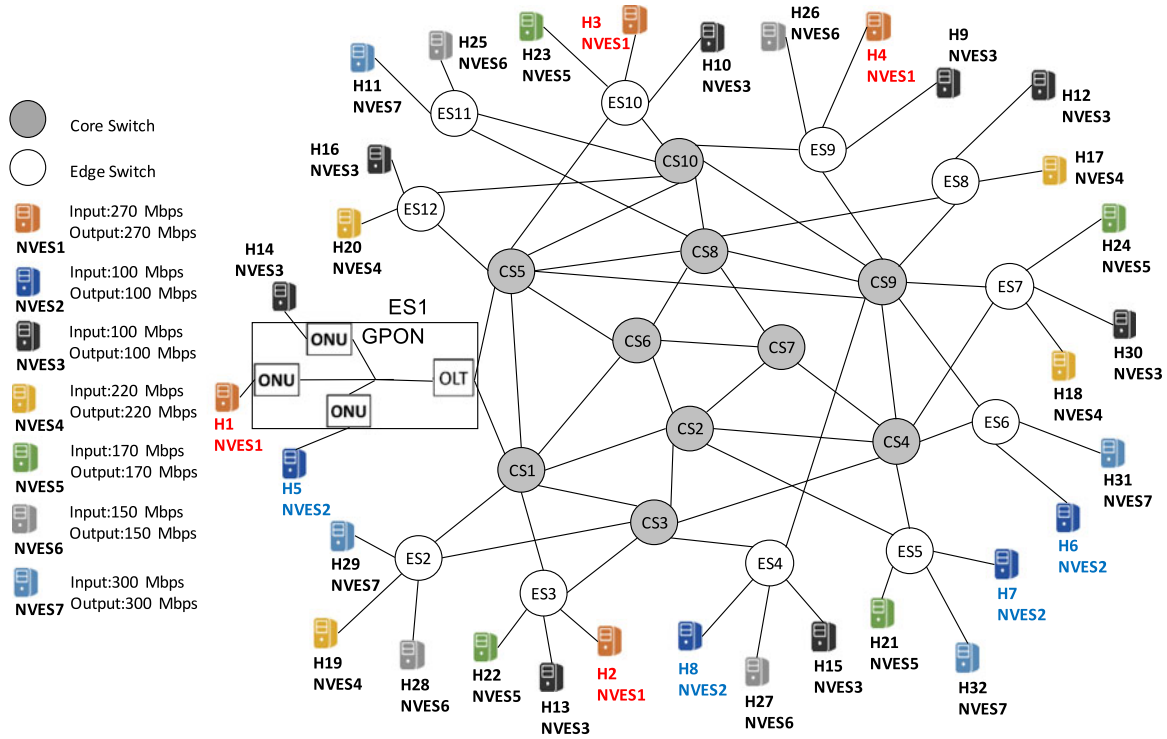 Core Switch
Edge Switch
NVES1
Input:270 Mbps
Output:270 Mbps
NVES2
Input:100 Mbps
Output:100 Mbps
NVES3
Input:100 Mbps
Output:100 Mbps
NVES4
Input:220 Mbps
Output:220 Mbps
NVES5
Input:170 Mbps
Output:170 Mbps
NVES6
Input:150 Mbps
Output:150 Mbps
NVES7
Input:300 Mbps
Output:300 Mbps
H11
NVES7
H25
NVES6
H23
NVES5
H3
NVES1
H10
NVES3
H26
NVES6
H4
NVES1
H9
NVES3
H12
NVES3
H16
NVES3
H20
NVES4
H17
NVES4
H24
NVES5
H30
NVES3
H18
NVES4
H14
NVES3
ES1
GPON
ONU
ONU
ONU
OLT
H1
NVES1
H5
NVES2
ES11
ES10
ES9
ES8
ES12
ES7
ES6
ES5
ES4
ES3
ES2
CS10
CS8
CS5
CS9
CS6
CS7
CS2
CS4
CS1
CS3
H31
NVES7
H6
NVES2
H7
NVES2
H29
NVES7
H19
NVES4
H28
NVES6
H22
NVES5
H13
NVES3
H2
NVES1
H8
NVES2
H27
NVES6
H15
NVES3
H21
NVES5
H32
NVES7